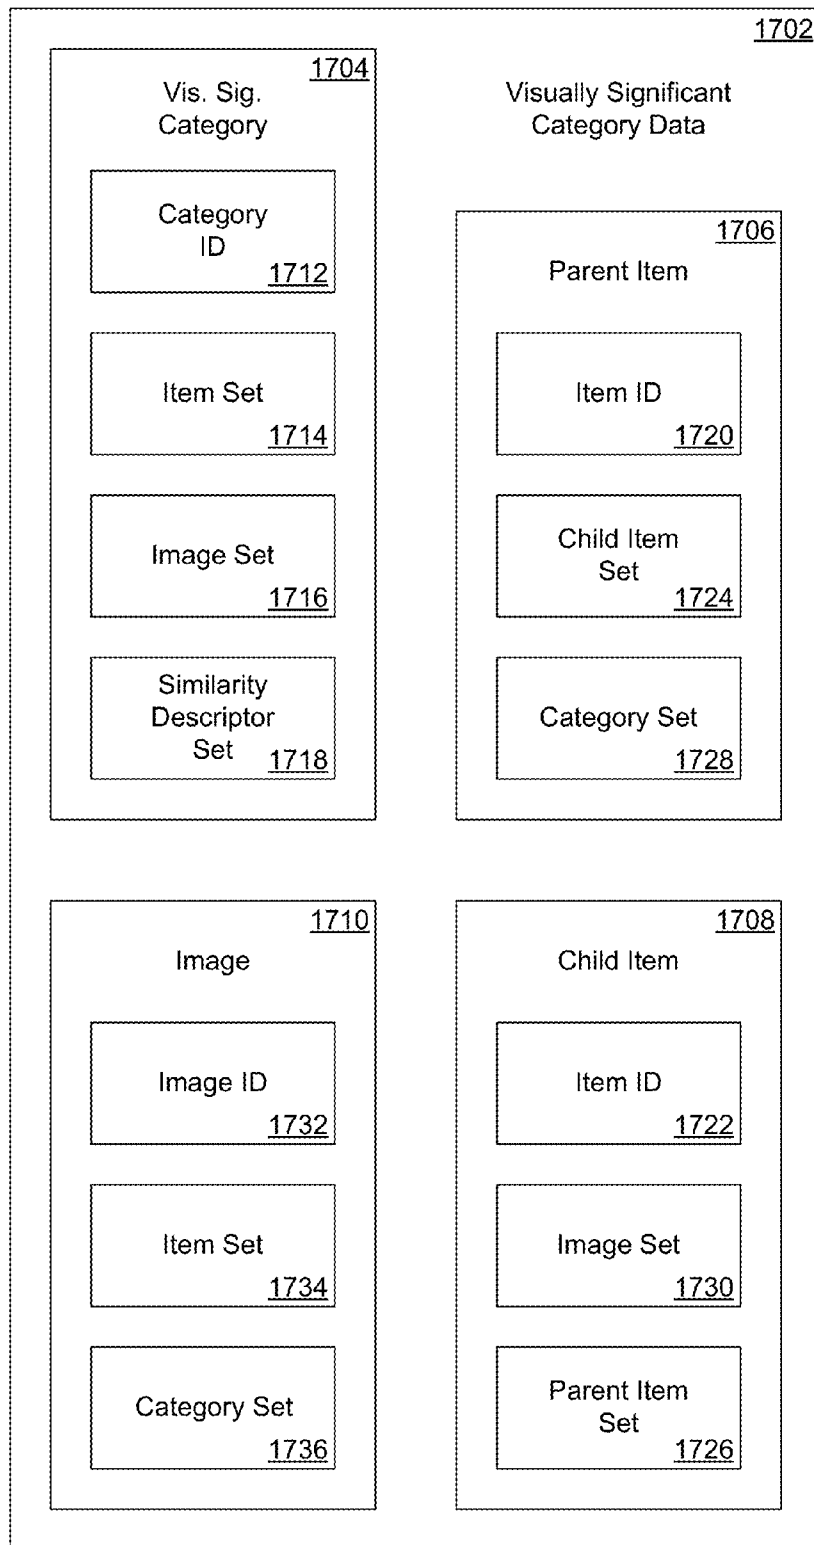 1702
1704
Vis. Sig.
Category
Visually Significant
Category Data
Category
ID
1712
Item Set
1714
Image Set
1716
Similarity
Descriptor
Set
1718
1706
Parent Item
Item ID
1720
Child Item
Set
1724
Category Set
1728
1710
Image
Image ID
1732
Item Set
1734
Category Set
1736
1708
Child Item
Item ID
1722
Image Set
1730
Parent Item
Set
1726